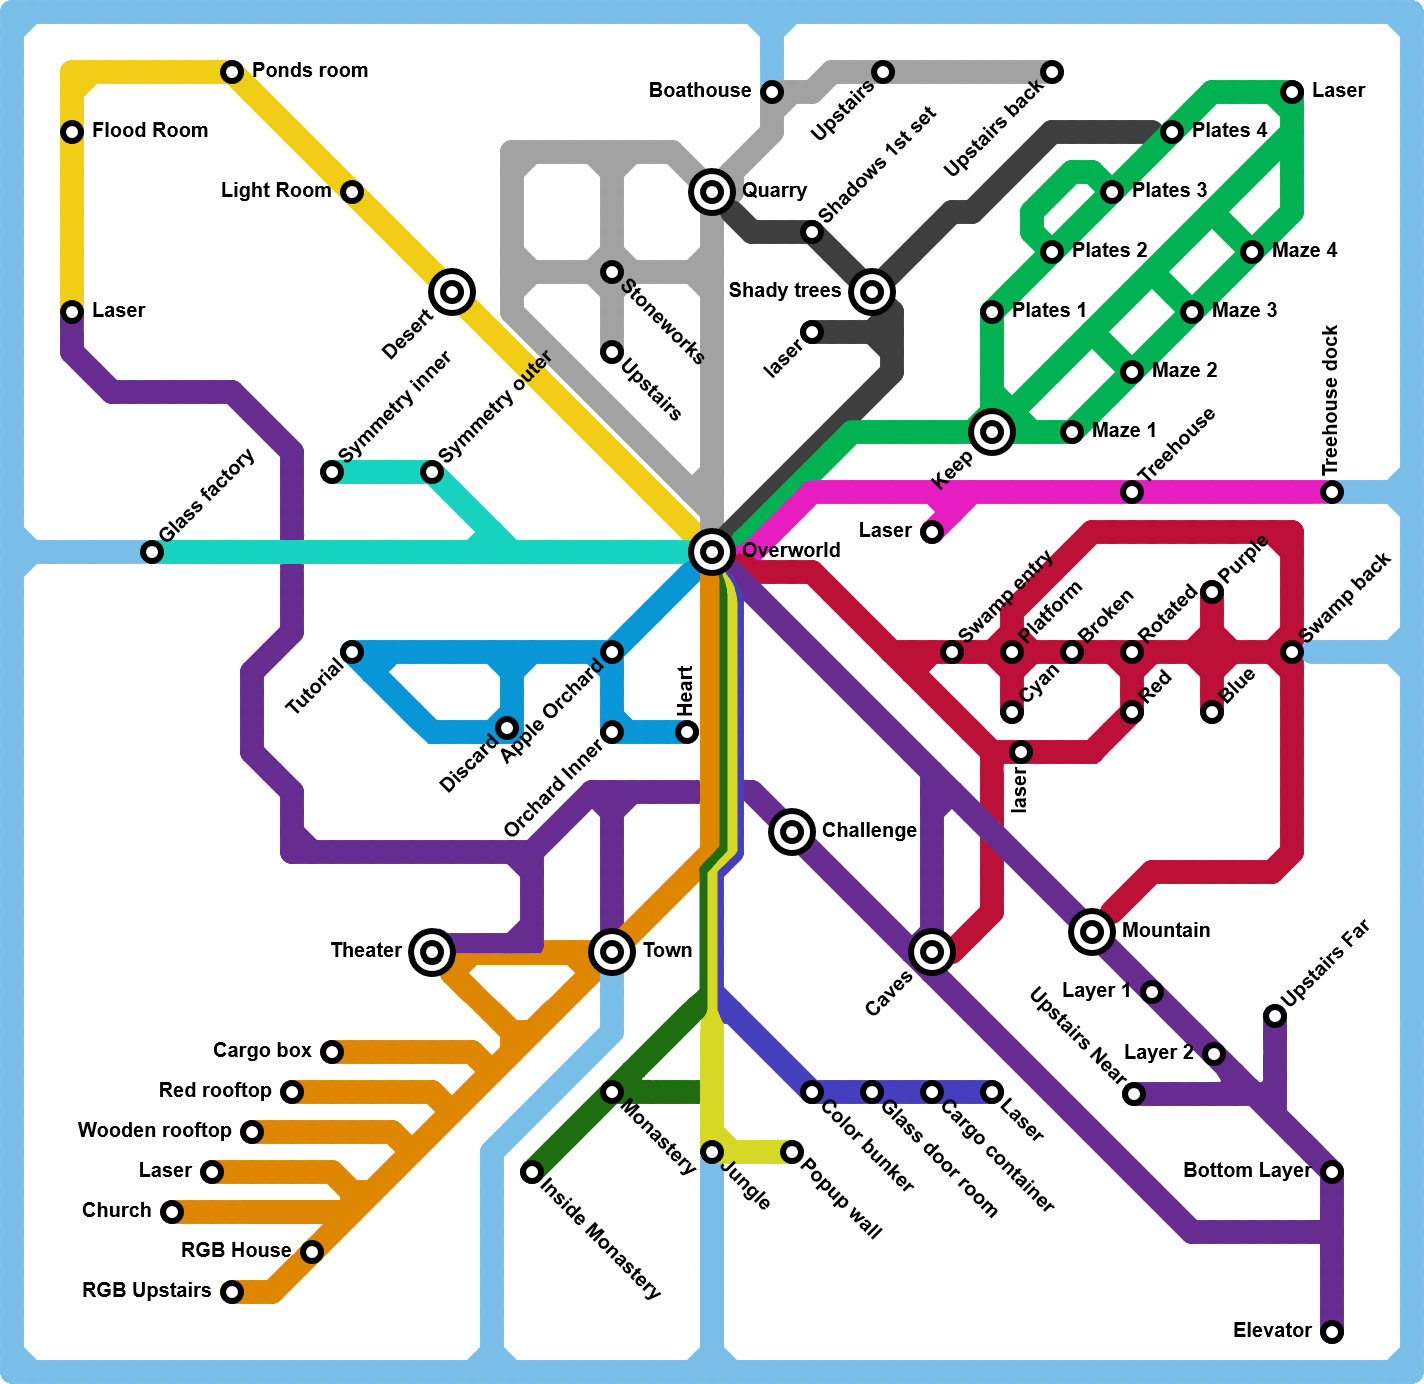 Ponds room
Boathouse
Upstairs
Upstairs back
Laser
Flood Room
Shadows 1st set
Plates 4
Light Room
Quarry
Plates 3
Plates 2
Maze 4
Desert
Stoneworks
Shady trees
Laser
Plates 1
Maze 3
laser
Upstairs
Maze 2
Symmetry inner
Symmetry outer
Keep
Maze 1
Treehouse
Treehouse dock
Glass factory
Laser
Overworld
Swamp entry
Platform
Broken
Rotated
Purple
Swamp back
Tutorial
Discard
Apple Orchard
Orchard Inner
Heart
Cyan
Red
Blue
laser
Challenge
Theater
Town
Caves
Mountain
Layer 1
Upstairs Far
Upstairs Near
Layer 2
Cargo box
Red rooftop
Wooden rooftop
Laser
Church
RGB House
RGB Upstairs
Monastery
Inside Monastery
Jungle
Popup wall
Color bunker
Glass door room
Cargo container
Laser
Bottom Layer
Elevator